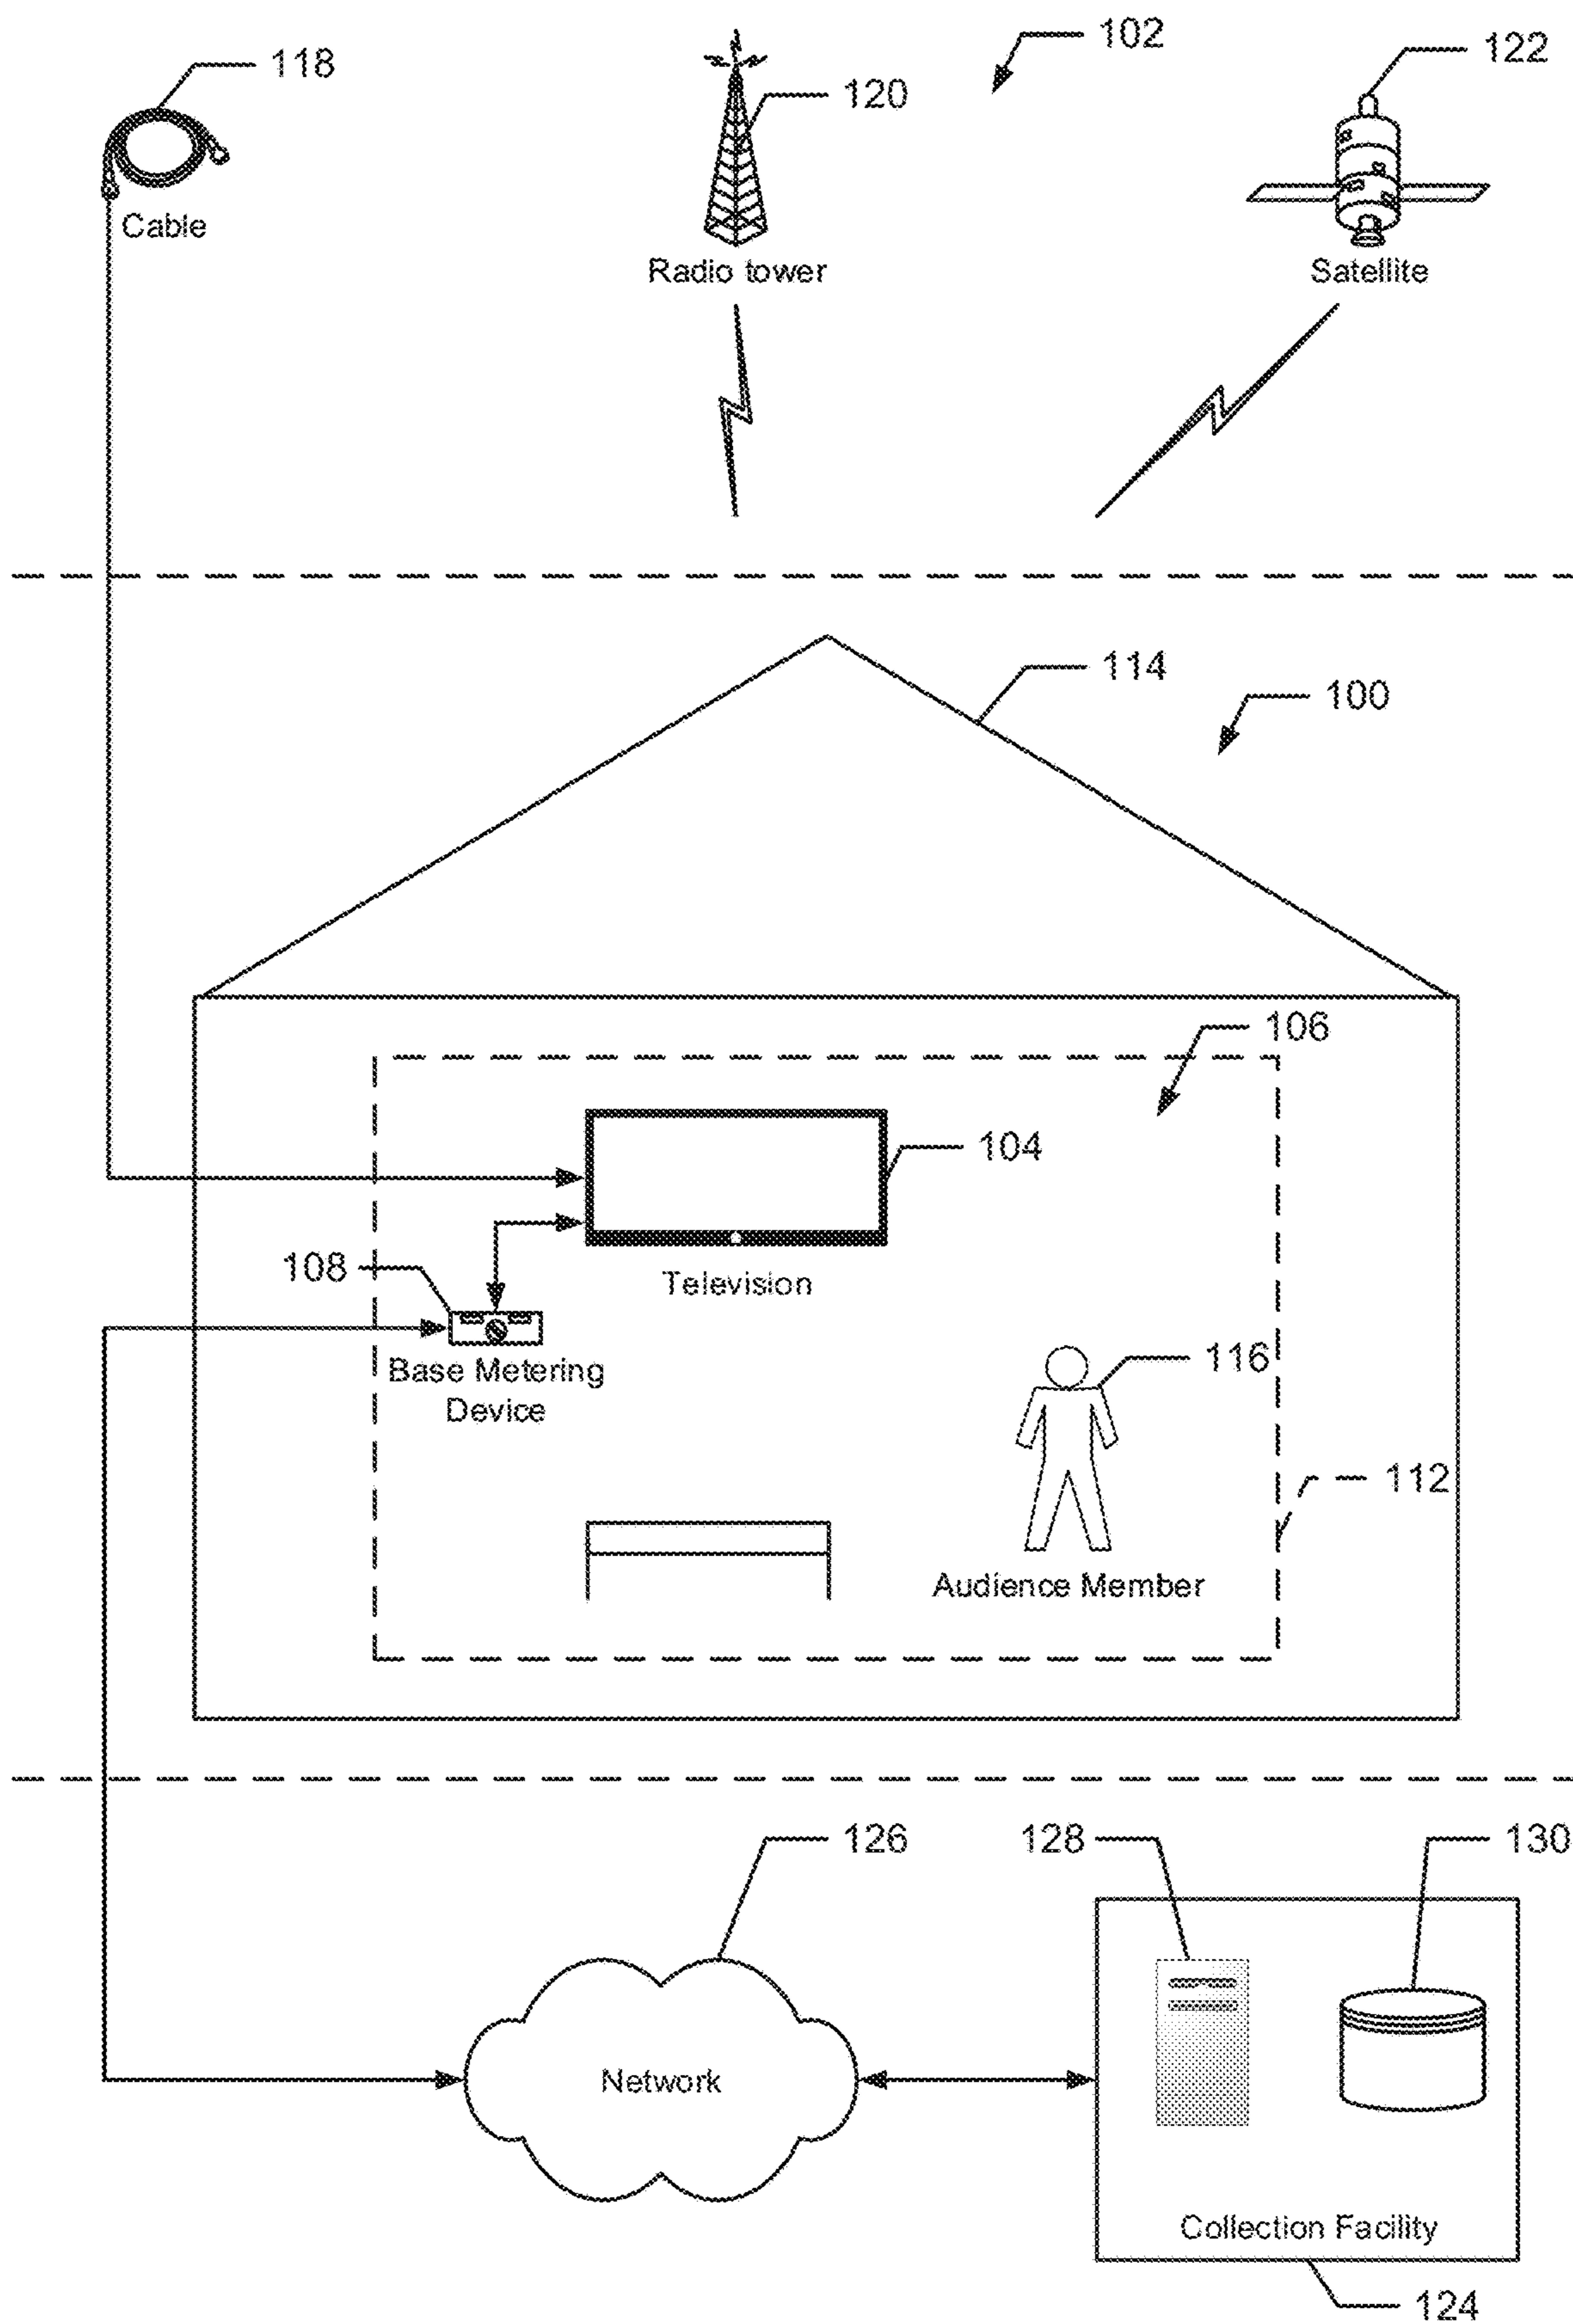 118
102
122
120
Cable
Radio tower
Satellite
114
100
106
104
108
Television
Base Metering
Device
116
112
Audience Member
126
128
130
Network
Collection Facility
124